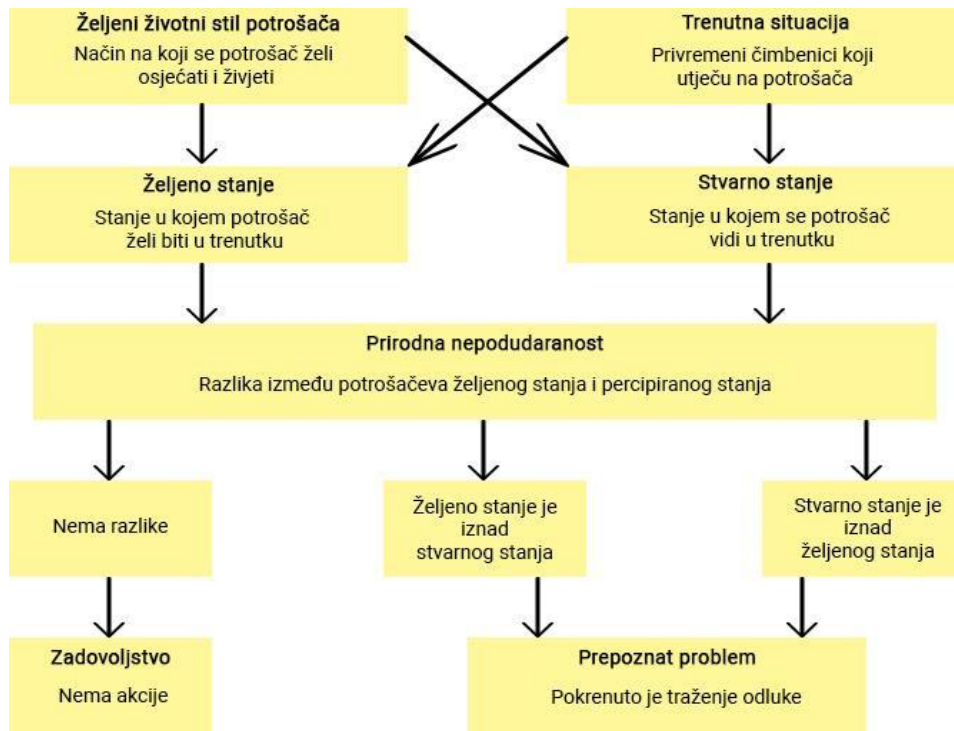 Željeni životni stil potrošača
Način na koji se potrošač želi
osjećati i živjeti
Trenutna situacija
Privremeni čimbenici koji
utječu na potrošača
Željeno stanje
Stanje u kojem potrošač
želi biti u trenutku
Stvarno stanje
Stanje u kojem se potrošač
vidi u trenutku
Prirodna nepodudaranost
Razlika između potrošačeva željenog stanja i percipiranog stanja
Nema razlike
Željeno stanje je
iznad
stvarnog stanja
Stvarno stanje je
iznad
željenog stanja
Zadovoljstvo
Nema akcije
Prepoznat problem
Pokrenuto je traženje odluke